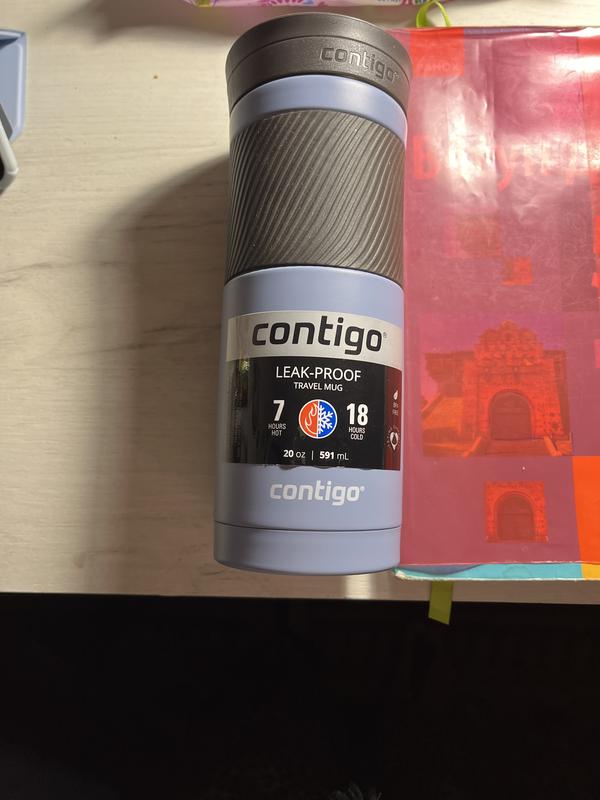 contigo®
contigo®
LEAK-PROOF
TRAVEL MUG
7 18
HOURS HOURS
HOT COLD
20 oz | 591 mL
contigo®